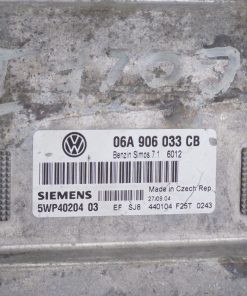 06A 906 033 CB
Benzin Simos 7.1 6012
Made in Czech Rep.
SIEMENS 27/09.04
5WP40204 03 EF SJ8 440104 F25T 0243